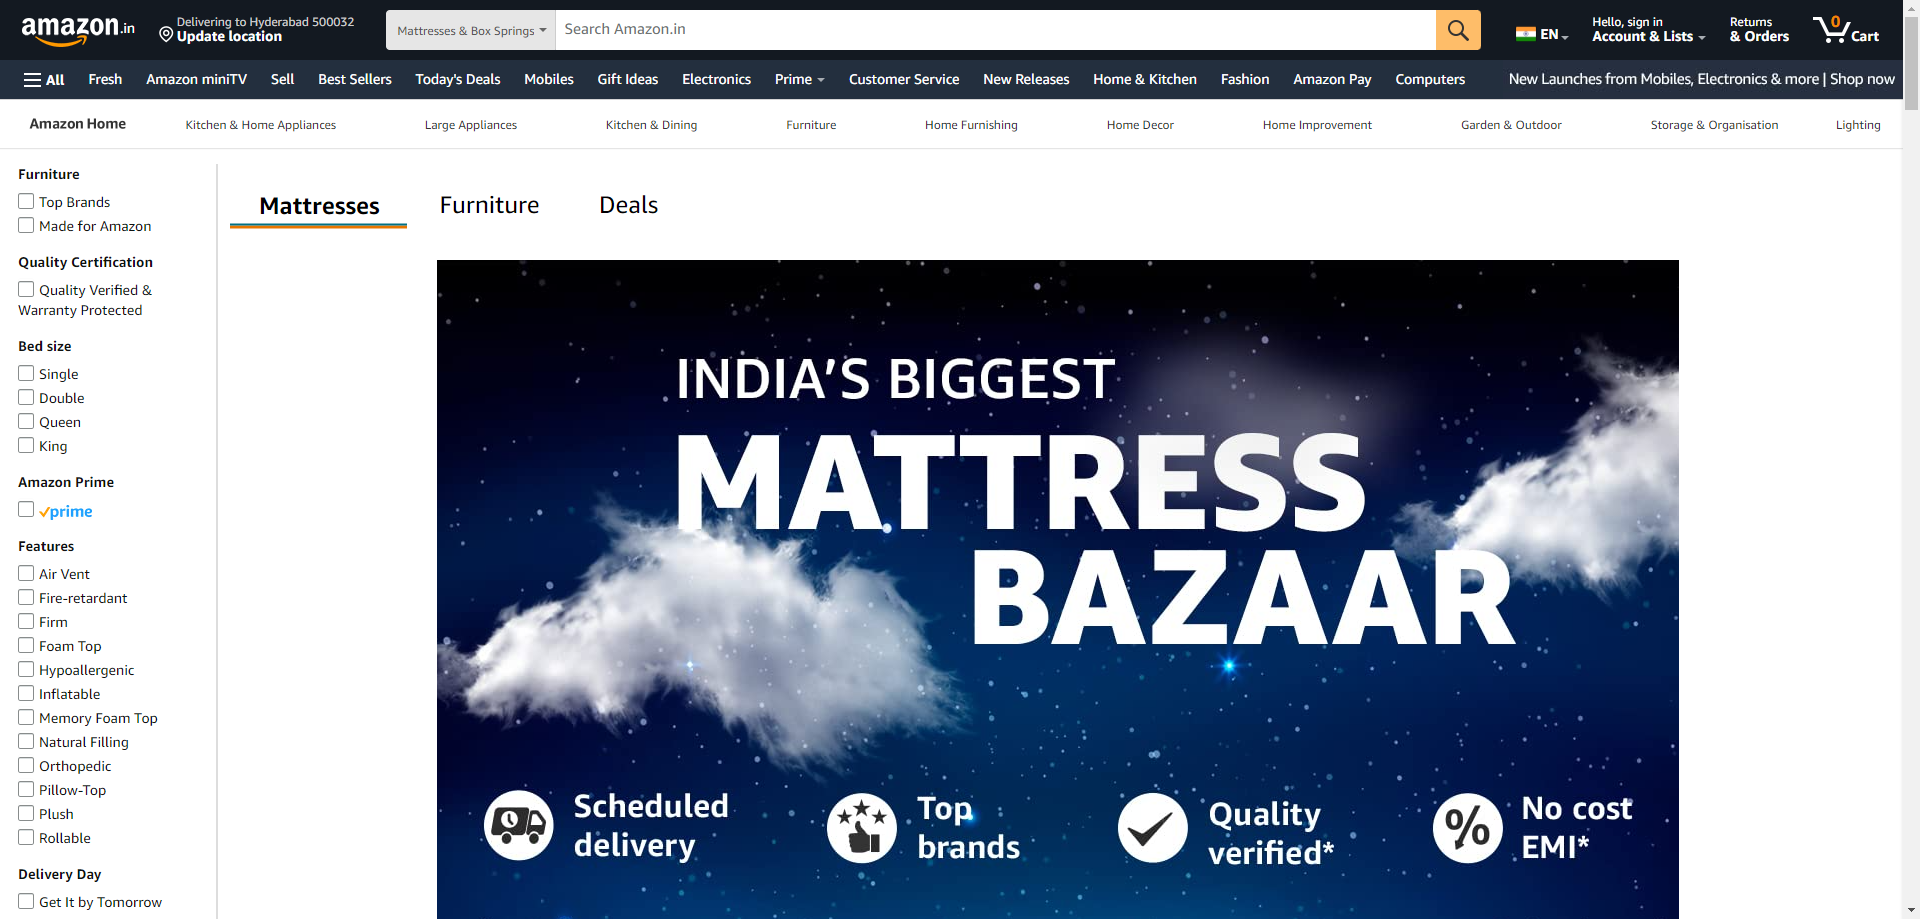 amazon.in
Delivering to Hyderabad 500032
Update location
Mattresses & Box Springs
Search Amazon.in
EN
Hello, sign in
Account & Lists
Returns
& Orders
0
Cart
All
Fresh
Amazon miniTV
Sell
Best Sellers
Today's Deals
Mobiles
Gift Ideas
Electronics
Prime
Customer Service
New Releases
Home & Kitchen
Fashion
Amazon Pay
Computers
New Launches from Mobiles, Electronics & more | Shop now
Amazon Home
Kitchen & Home Appliances
Large Appliances
Kitchen & Dining
Furniture
Home Furnishing
Home Decor
Home Improvement
Garden & Outdoor
Storage & Organisation
Lighting
Furniture
Top Brands
Made for Amazon
Quality Certification
Quality Verified &
Warranty Protected
Bed size
Single
Double
Queen
King
Amazon Prime
prime
Features
Air Vent
Fire-retardant
Firm
Foam Top
Hypoallergenic
Inflatable
Memory Foam Top
Natural Filling
Orthopedic
Pillow-Top
Plush
Rollable
Delivery Day
Get It by Tomorrow
Mattresses
Furniture
Deals
INDIA'S BIGGEST
MATTRESS
BAZAAR
Scheduled
delivery
Top
brands
Quality
verified*
%
No cost
EMI*